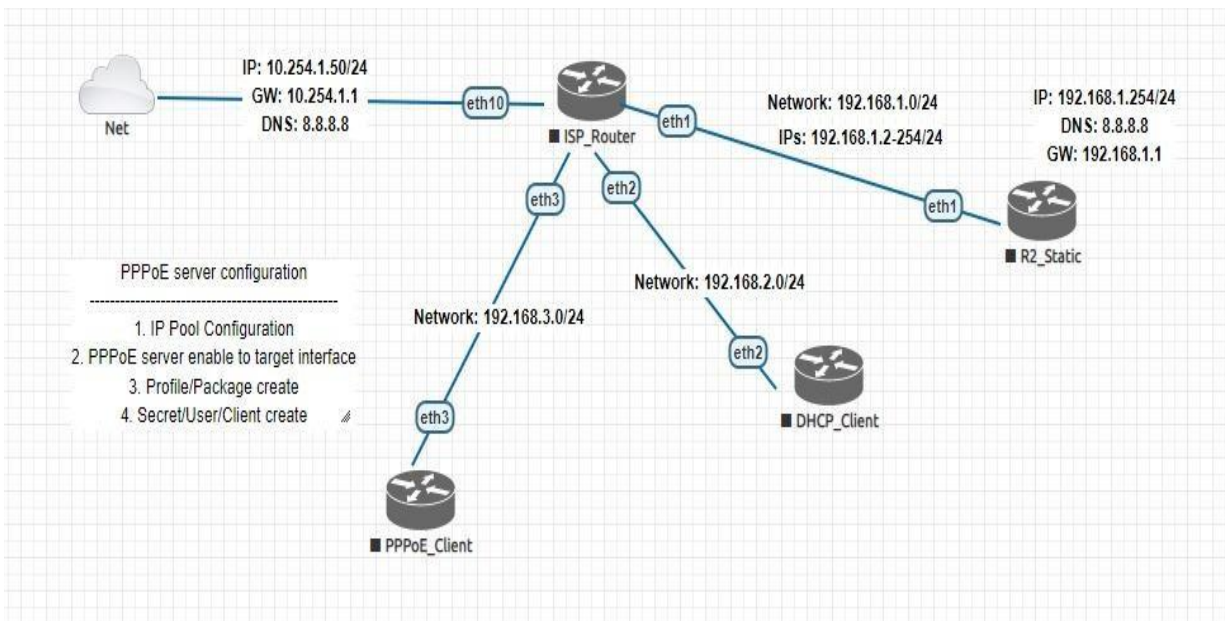 IP: 10.254.1.50/24
GW: 10.254.1.1
DNS: 8.8.8.8
Net
eth10
ISP_Router
eth1
Network: 192.168.1.0/24
IPs: 192.168.1.2-254/24
IP: 192.168.1.254/24
DNS: 8.8.8.8
GW: 192.168.1.1
eth1
R2_Static
eth3
eth2
Network: 192.168.2.0/24
eth2
DHCP_Client
Network: 192.168.3.0/24
eth3
PPPoE_Client
PPPoE server configuration
--------------------------------------------------
1. IP Pool Configuration
2. PPPoE server enable to target interface
3. Profile/Package create
4. Secret/User/Client create